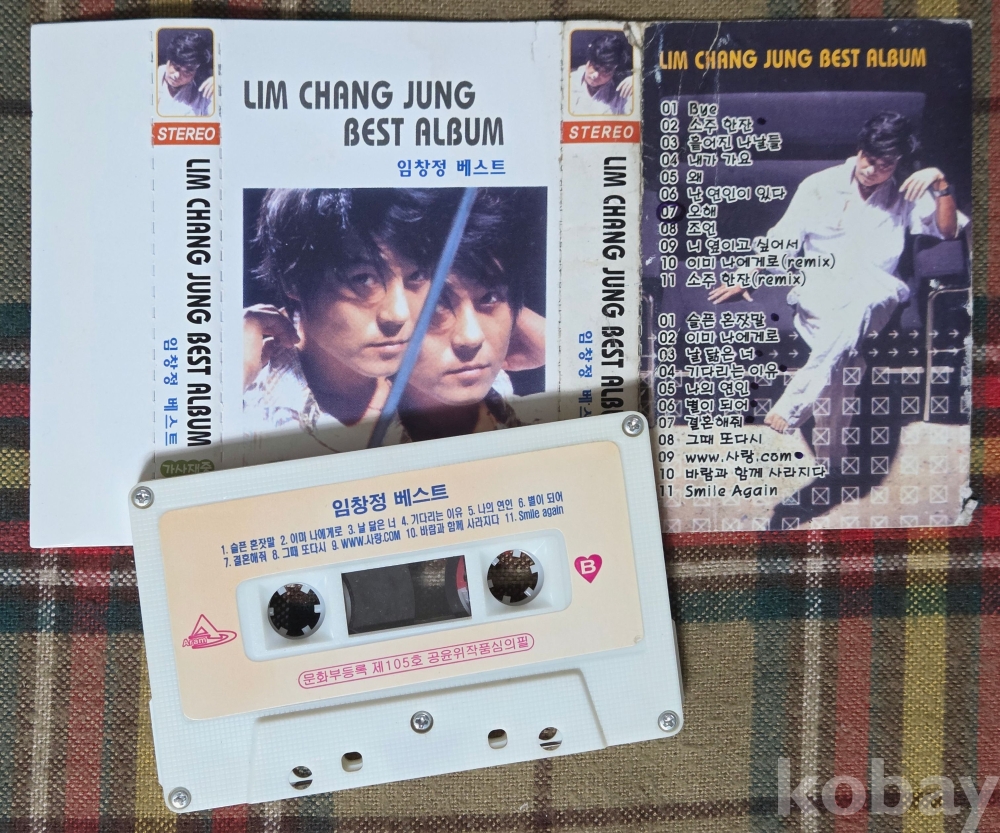 STEREO
LIM CHANG JUNG BEST ALBUM
임창정 베스트
가사재중
LIM CHANG JUNG
BEST ALBUM
임창정 베스트
STEREO
LIM CHANG JUNG BEST ALB
임창정 베스트
LIM CHANG JUNG BEST ALBUM
01 Bye
02 소주 한잔
03 흩어진 나날들
04 내가 가요
05 왜
06 난 연인이 있다
07 오해
08 조언
09 니 옆이고 싶어서
10 이미 나에게로(remix)
11 소주 한잔(remix)
01 슬픈 혼잣말
02 이미 나에게로
03 날 닮은 너
04 기다리는 이유
05 나의 연인
06 별이 되어
07 결혼해줘
08 그때 또다시
09 www.사랑.com
10 바람과 함께 사라지다
11 Smile Again
임창정 베스트
1. 슬픈 혼잣말 2. 이미 나에게로 3. 날 닮은 너 4. 기다리는 이유 5. 나의 연인 6. 별이 되어
7. 결혼해줘 8. 그때 또다시 9. WWW.사랑.COM 10. 바람과 함께 사라지다 11. Smile again
B
문화부등록 제105호 공윤위작품심의필
kobay